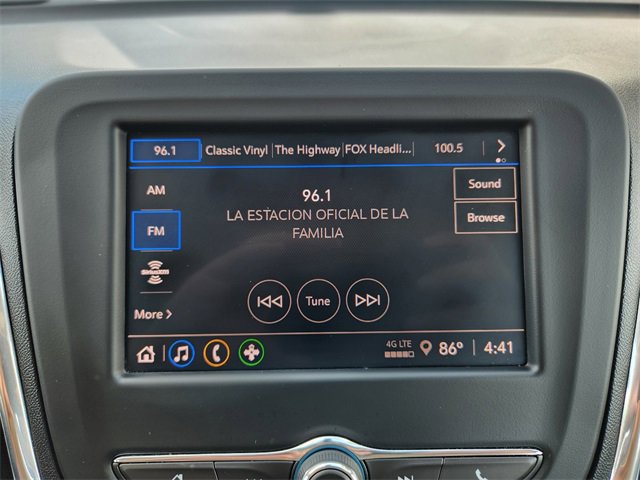 96.1 Classic Vinyl The Highway FOX Headli... 100.5
AM
FM
SiriusXM
More
96.1
LA ESTACION OFICIAL DE LA
FAMILIA
Tune
Sound
Browse
4G LTE
86° 4:41